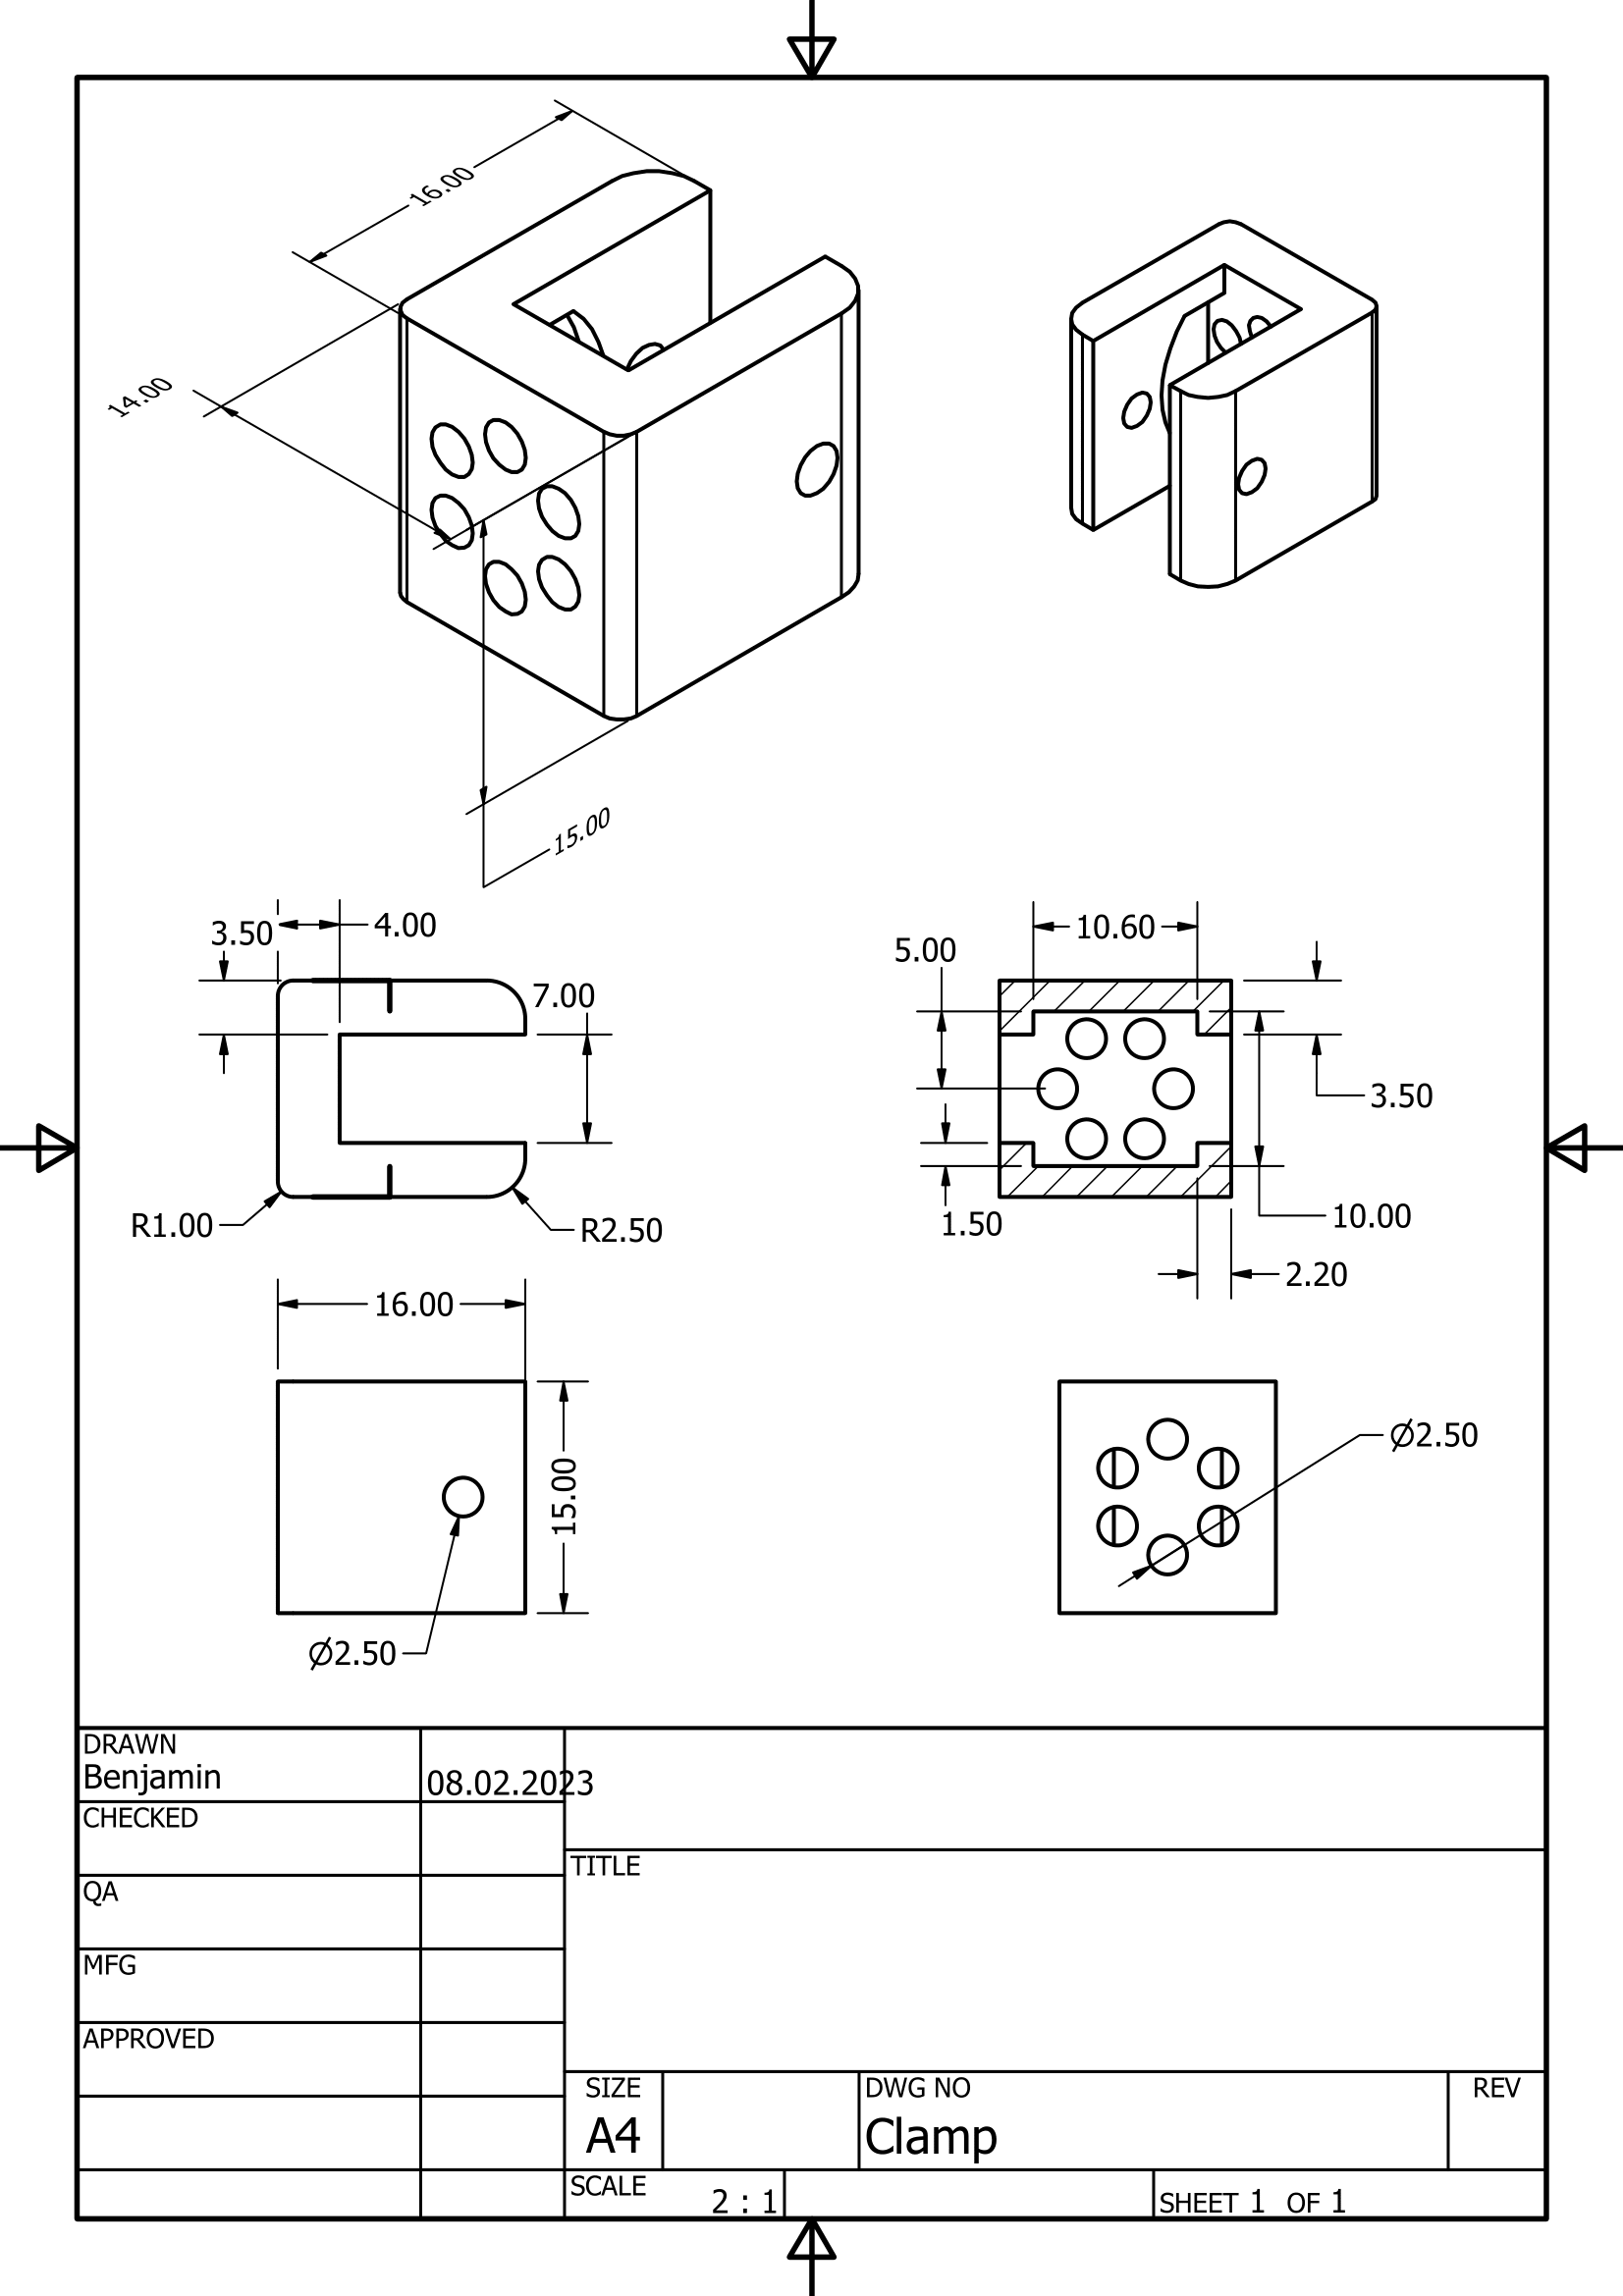 16.00
14.00
15.00
3.50
4.00
7.00
R1.00
R2.50
5.00
10.60
3.50
1.50
10.00
2.20
16.00
15.00
∅2.50
∅2.50
DRAWN
Benjamin
08.02.2023
CHECKED
QA
MFG
APPROVED
TITLE
SIZE
A4
DWG NO
Clamp
REV
SCALE
2 : 1
SHEET 1 OF 1